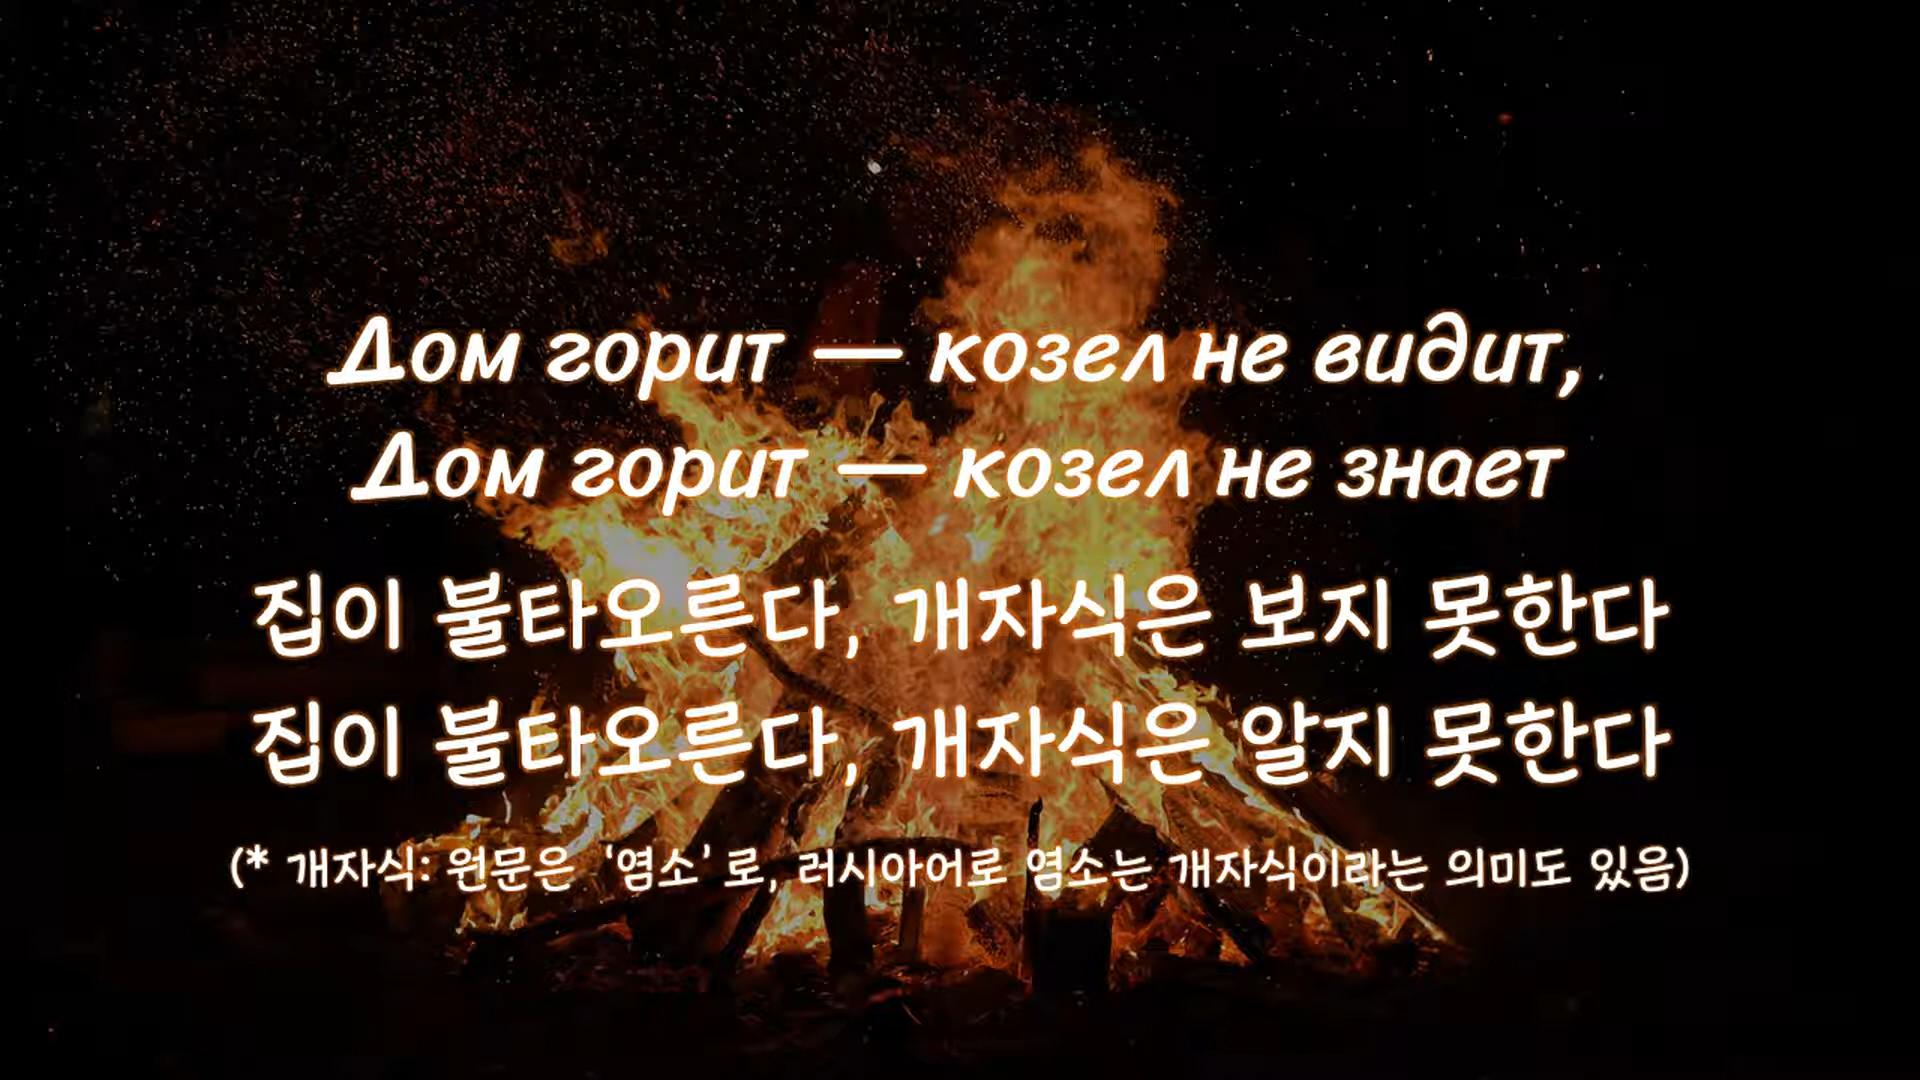 Дом горит — козел не видит,
Дом горит — козел не знает
집이 불타오른다, 개자식은 보지 못한다
집이 불타오른다, 개자식은 알지 못한다
(* 개자식: 원문은 ‘염소’로, 러시아어로 염소는 개자식이라는 의미도 있음)